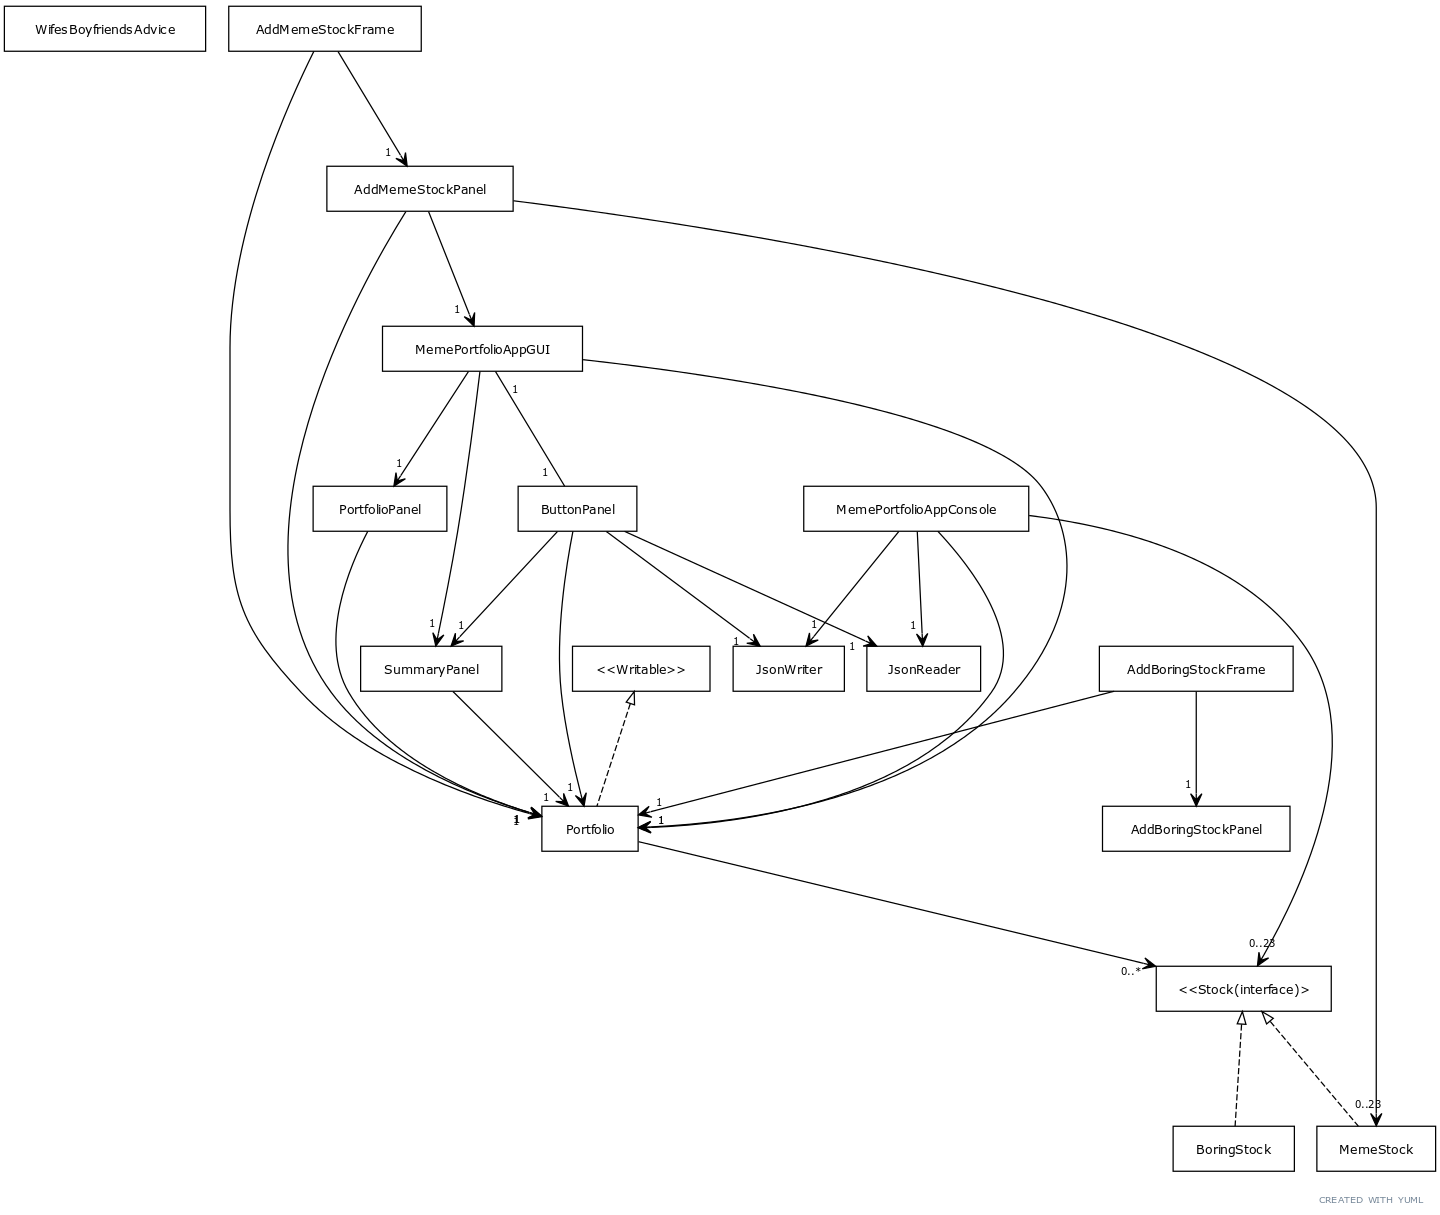 WifesBoyfriendsAdvice
AddMemeStockFrame
1
AddMemeStockPanel
1
MemePortfolioAppGUI
1
1
1
PortfolioPanel
ButtonPanel
MemePortfolioAppConsole
1
1
1
1
1
1
SummaryPanel
<<Writable>>
JsonWriter
JsonReader
AddBoringStockFrame
1
1
1
1
1
1
Portfolio
AddBoringStockPanel
0..23
0..*
<<Stock(interface)>
0..23
BoringStock
MemeStock
CREATED WITH YUML